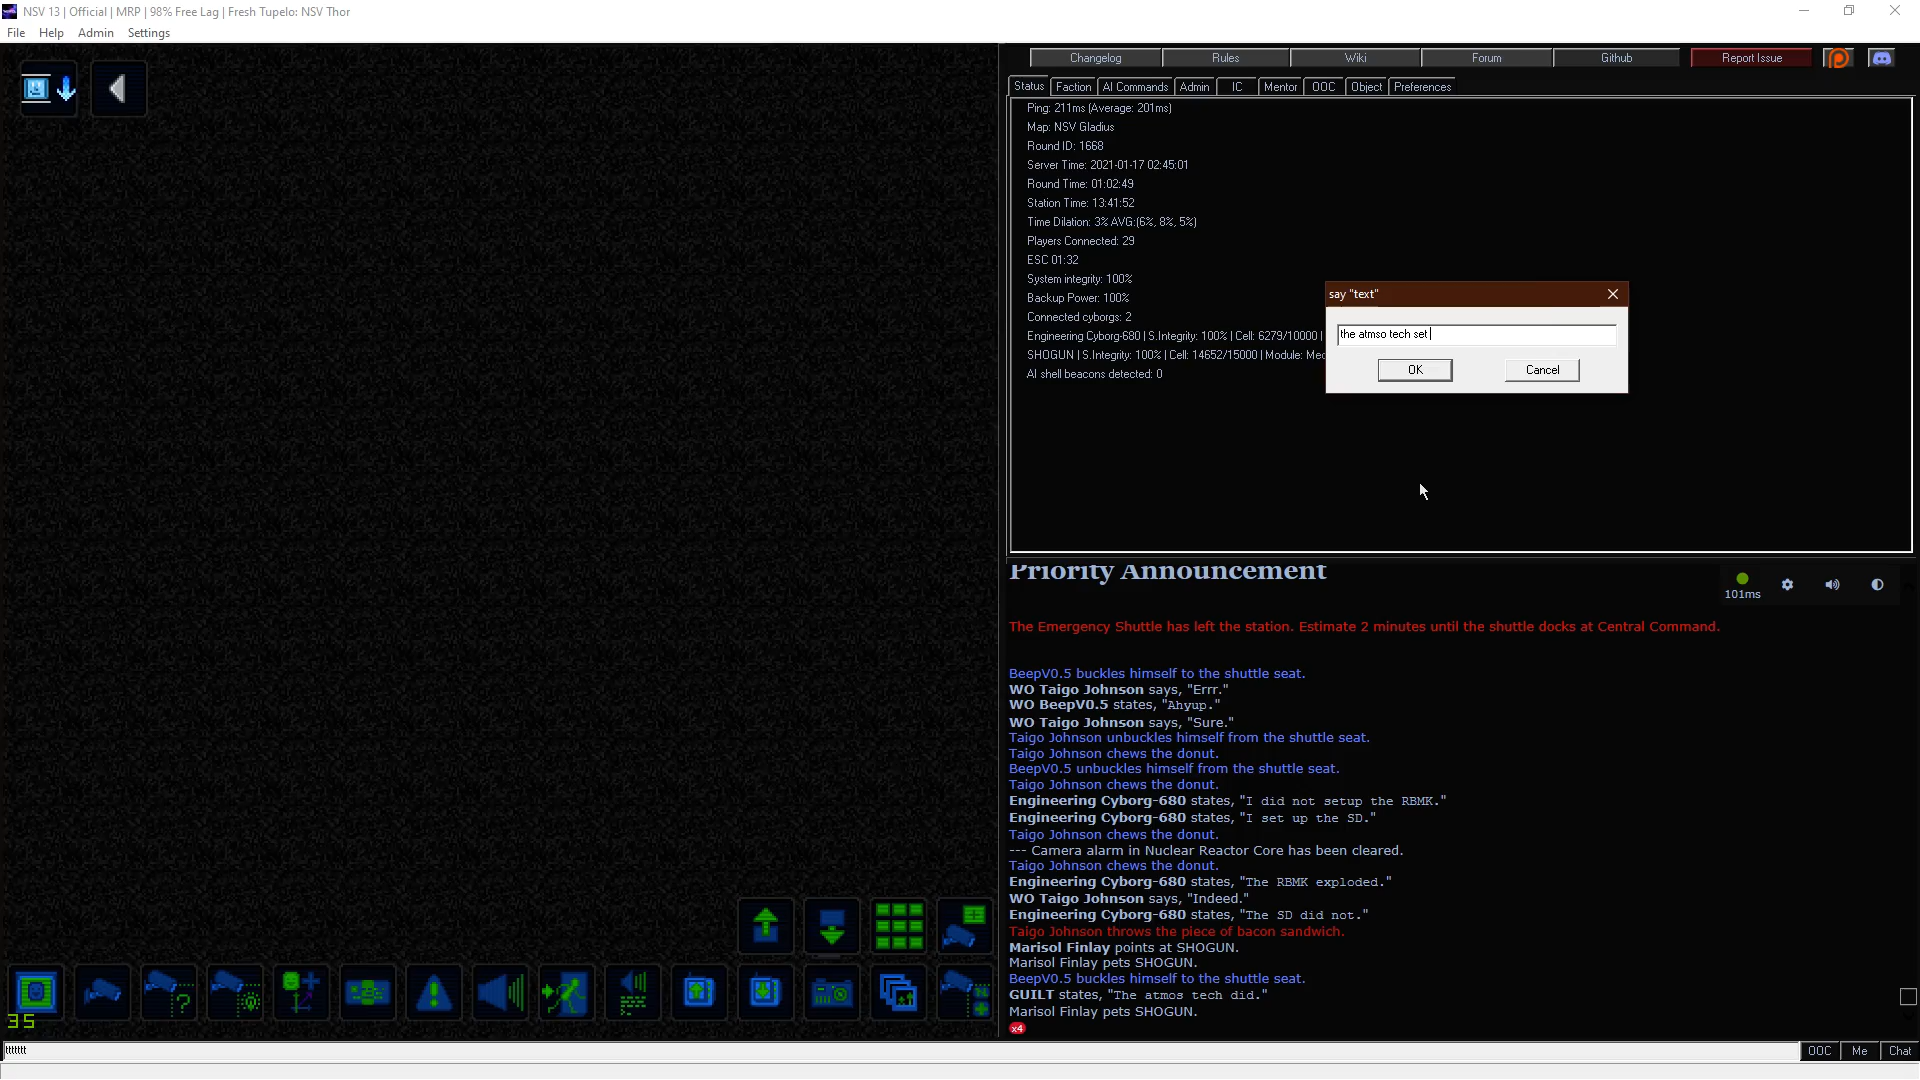 NSV 13 | Official | MRP | 98% Free Lag | Fresh Tupelo: NSV Thor
File Help Admin Settings
Changelog Rules Wiki Forum Github Report Issue
Status Faction AI Commands Admin IC Mentor OOC Object Preferences
Ping: 211ms (Average: 201ms)
Map: NSV Gladius
Round ID: 1668
Server Time: 2021-01-17 02:45:01
Round Time: 01:02:49
Station Time: 13:41:52
Time Dilation: 3% AVG:(6%, 8%, 5%)
Players Connected: 29
ESC 01:32
System integrity: 100%
Backup Power: 100%
Connected cyborgs: 2
Engineering Cyborg-680 | S.Integrity: 100% | Cell: 6279/10000 |
SHOGUN | S.Integrity: 100% | Cell: 14652/15000 | Module: Med
AI shell beacons detected: 0
say "text"
the atmso tech set
OK Cancel
Priority Announcement
101ms
The Emergency Shuttle has left the station. Estimate 2 minutes until the shuttle docks at Central Command.
BeepV0.5 buckles himself to the shuttle seat.
WO Taigo Johnson says, "Errr."
WO BeepV0.5 states, "Ahyup."
WO Taigo Johnson says, "Sure."
Taigo Johnson unbuckles himself from the shuttle seat.
Taigo Johnson chews the donut.
BeepV0.5 unbuckles himself from the shuttle seat.
Taigo Johnson chews the donut.
Engineering Cyborg-680 states, "I did not setup the RBMK."
Engineering Cyborg-680 states, "I set up the SD."
Taigo Johnson chews the donut.
--- Camera alarm in Nuclear Reactor Core has been cleared.
Taigo Johnson chews the donut.
Engineering Cyborg-680 states, "The RBMK exploded."
WO Taigo Johnson says, "Indeed."
Engineering Cyborg-680 states, "The SD did not."
Taigo Johnson throws the piece of bacon sandwich.
Marisol Finlay points at SHOGUN.
Marisol Finlay pets SHOGUN.
BeepV0.5 buckles himself to the shuttle seat.
GUILT states, "The atmos tech did."
Marisol Finlay pets SHOGUN.
x4
35
ttttttt
OOC Me Chat